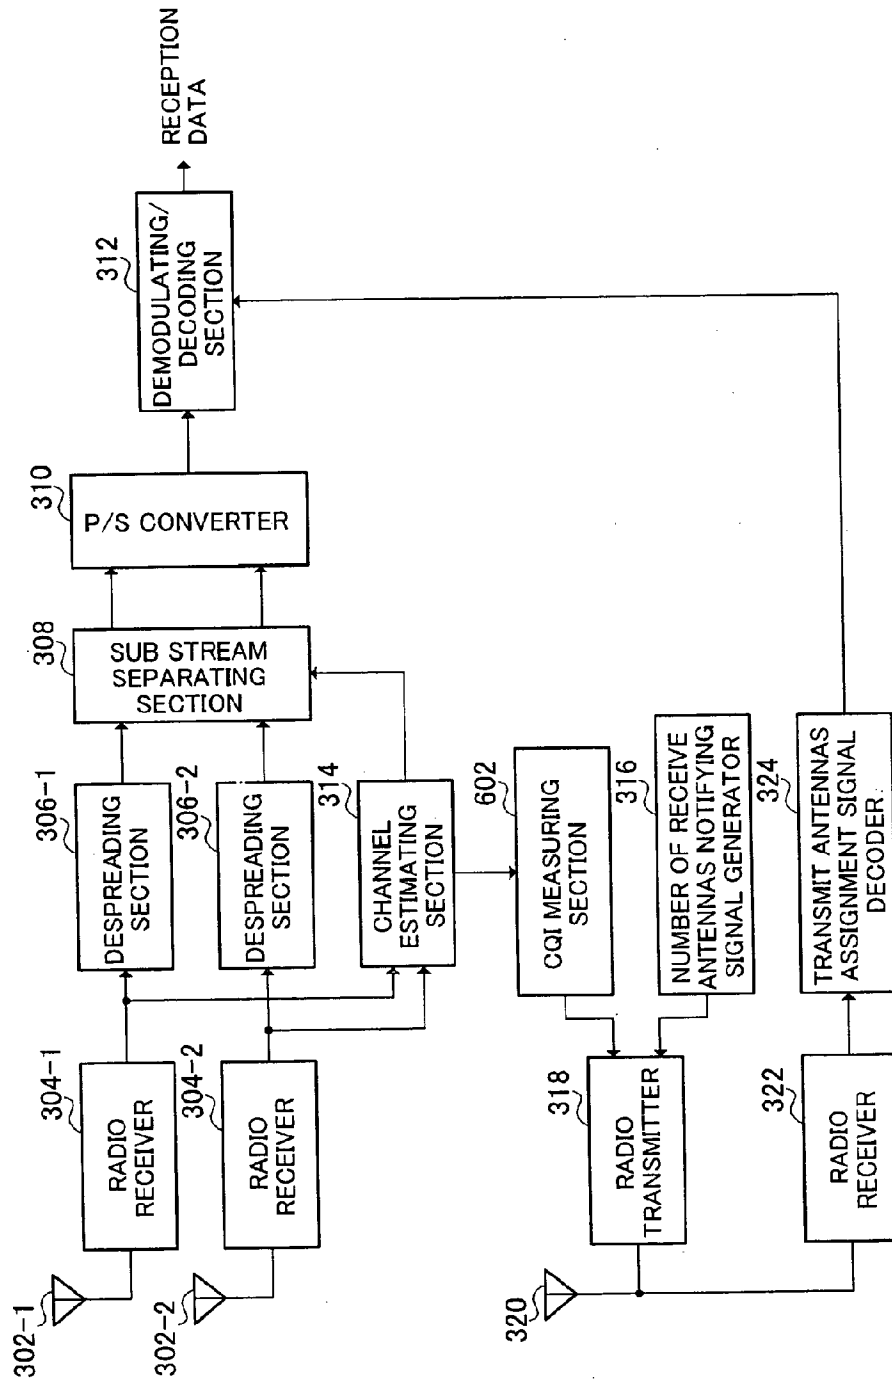 302-1
304-1
RADIO
RECEIVER
306-1
DESPREADING
SECTION
308
SUB STREAM
SEPARATING
SECTION
310
P/S CONVERTER
312
DEMODULATING/
DECODING
SECTION
RECEPTION
DATA
302-2
304-2
RADIO
RECEIVER
306-2
DESPREADING
SECTION
314
CHANNEL
ESTIMATING
SECTION
602
CQI MEASURING
SECTION
320
318
RADIO
TRANSMITTER
316
NUMBER OF RECEIVE
ANTENNAS NOTIFYING
SIGNAL GENERATOR
322
RADIO
RECEIVER
324
TRANSMIT ANTENNAS
ASSIGNMENT SIGNAL
DECODER